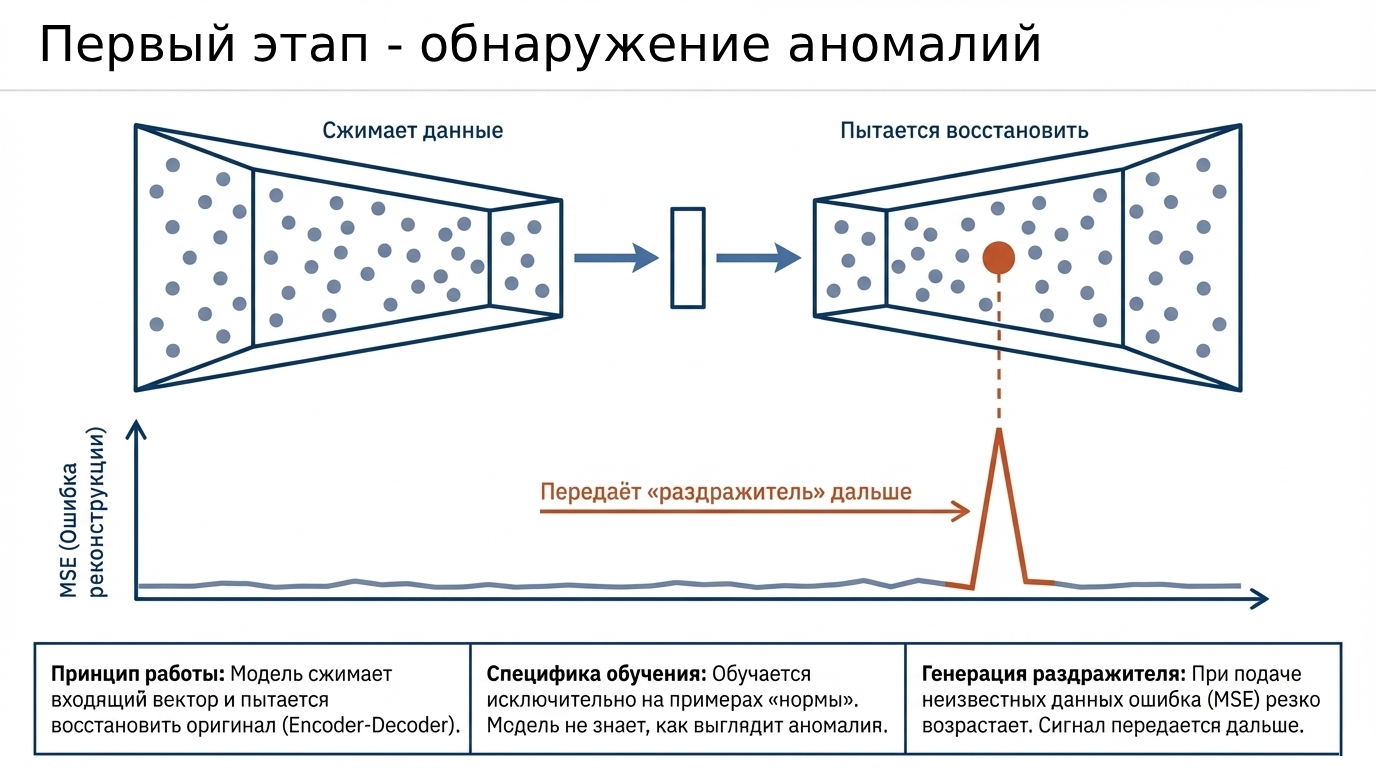 Первый этап - обнаружение аномалий
Сжимает данные
Пытается восстановить
MSE (Ошибка
реконструкции)
Передаёт «раздражитель» дальше
Принцип работы: Модель сжимает
входящий вектор и пытается
восстановить оригинал (Encoder-Decoder).
Специфика обучения: Обучается
исключительно на примерах «нормы».
Модель не знает, как выглядит аномалия.
Генерация раздражителя: При подаче
неизвестных данных ошибка (MSE) резко
возрастает. Сигнал передается дальше.